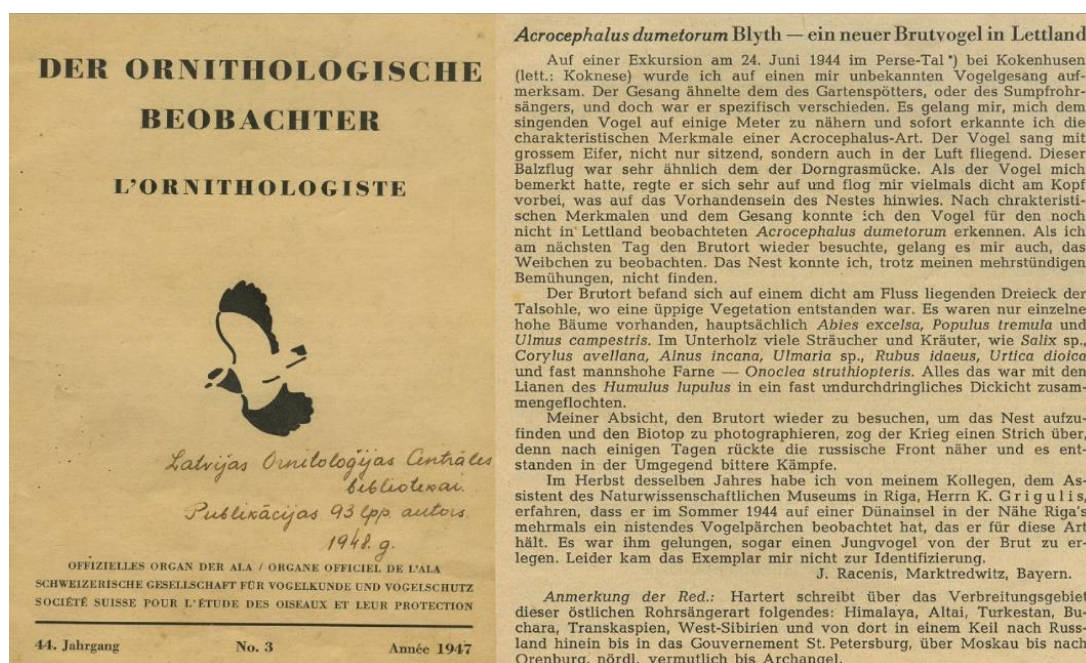 DER ORNITHOLOGISCHE
BEOBACHTER
L'ORNITHOLOGISTE
Latvijas Ornitoloģijas Centrāles
bibliotekai.
Publikācijas 93 lpp autors.
1948. g.
OFFIZIELLES ORGAN DER ALA / ORGANE OFFICIEL DE L'ALA
SCHWEIZERISCHE GESELLSCHAFT FÜR VOGELKUNDE UND VOGELSCHUTZ
SOCIÉTÉ SUISSE POUR L'ÉTUDE DES OISEAUX ET LEUR PROTECTION
44. Jahrgang No. 3 Année 1947
Acrocephalus dumetorum Blyth — ein neuer Brutvogel in Lettland
Auf einer Exkursion am 24. Juni 1944 im Perse-Tal *) bei Kokenhusen
(lett.: Koknese) wurde ich auf einen mir unbekannten Vogelgesang auf-
merksam. Der Gesang ähnelte dem des Gartenspötters, oder des Sumpfrohr-
sängers, und doch war er spezifisch verschieden. Es gelang mir, mich dem
singenden Vogel auf einige Meter zu nähern und sofort erkannte ich die
charakteristischen Merkmale einer Acrocephalus-Art. Der Vogel sang mit
grossem Eifer, nicht nur sitzend, sondern auch in der Luft fliegend. Dieser
Balzflug war sehr ähnlich dem der Dorngrasmücke. Als der Vogel mich
bemerkt hatte, regte er sich sehr auf und flog mir vielmals dicht am Kopf
vorbei, was auf das Vorhandensein des Nestes hinwies. Nach chrakteristi-
schen Merkmalen und dem Gesang konnte ich den Vogel für den noch
nicht in Lettland beobachteten Acrocephalus dumetorum erkennen. Als ich
am nächsten Tag den Brutort wieder besuchte, gelang es mir auch, das
Weibchen zu beobachten. Das Nest konnte ich, trotz meinen mehrstündigen
Bemühungen, nicht finden.
Der Brutort befand sich auf einem dicht am Fluss liegenden Dreieck der
Talsohle, wo eine üppige Vegetation entstanden war. Es waren nur einzelne
hohe Bäume vorhanden, hauptsächlich Abies excelsa, Populus tremula und
Ulmus campestris. Im Unterholz viele Sträucher und Kräuter, wie Salix sp.,
Corylus avellana, Alnus incana, Ulmaria sp., Rubus idaeus, Urtica dioica
und fast mannshohe Farne — Onoclea struthiopteris. Alles das war mit den
Lianen des Humulus lupulus in ein fast undurchdringliches Dickicht zusam-
mengeflochten.
Meiner Absicht, den Brutort wieder zu besuchen, um das Nest aufzu-
finden und den Biotop zu photographieren, zog der Krieg einen Strich über,
denn nach einigen Tagen rückte die russische Front näher und es ent-
standen in der Umgegend bittere Kämpfe.
Im Herbst desselben Jahres habe ich von meinem Kollegen, dem As-
sistent des Naturwissenschaftlichen Museums in Riga, Herrn K. Grigulis,
erfahren, dass er im Sommer 1944 auf einer Dünainsel in der Nähe Riga's
mehrmals ein nistendes Vogelpärchen beobachtet hat, das er für diese Art
hält. Es war ihm gelungen, sogar einen Jungvogel von der Brut zu er-
legen. Leider kam das Exemplar mir nicht zur Identifizierung.
J. Racenis, Marktredwitz, Bayern.
Anmerkung der Red.: Hartert schreibt über das Verbreitungsgebiet
dieser östlichen Rohrsängerart folgendes: Himalaya, Altai, Turkestan, Bu-
chara, Transkaspien, West-Sibirien und von dort in einem Keil nach Russ-
land hinein bis in das Gouvernement St. Petersburg, über Moskau bis nach
Orenburg, nördl. vermutlich bis Archangel.